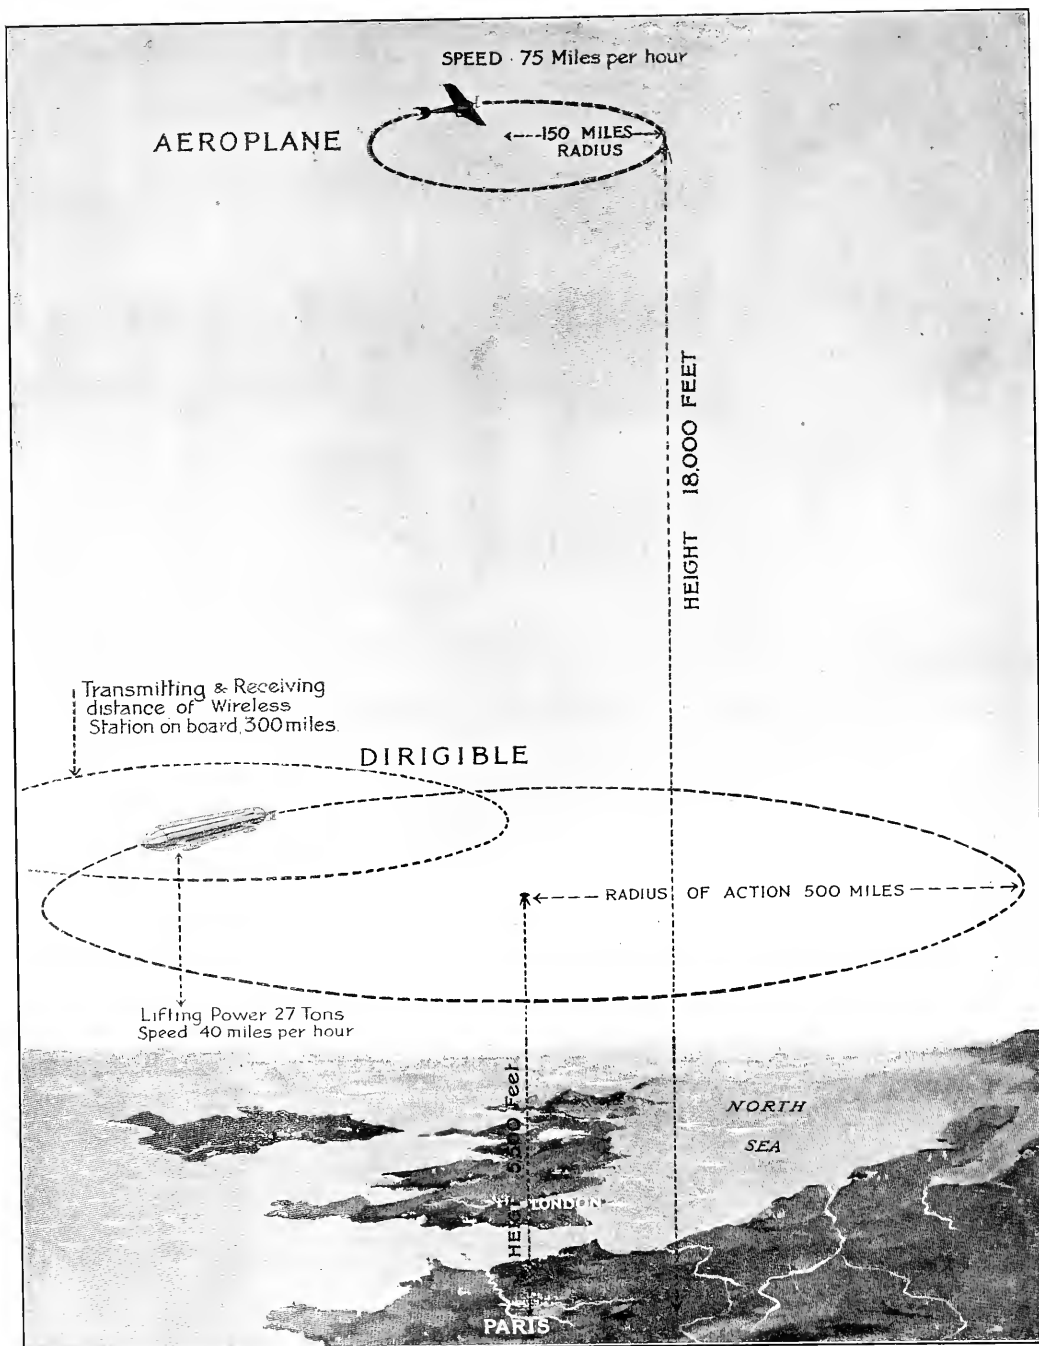 SPEED · 75 Miles per hour
AEROPLANE
150 MILES
RADIUS
HEIGHT 18,000 FEET
Transmitting & Receiving
distance of Wireless
Station on board, 300 miles.
DIRIGIBLE
RADIUS OF ACTION 500 MILES
Lifting Power 27 Tons
Speed 40 miles per hour
Feet
NORTH
SEA
LONDON
PARIS